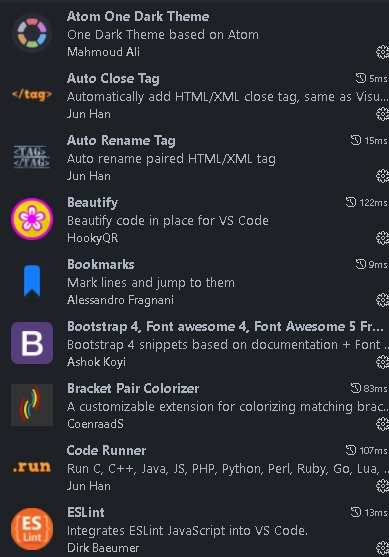 Atom One Dark Theme
One Dark Theme based on Atom
Mahmoud Ali
Auto Close Tag 5ms
</tag> Automatically add HTML/XML close tag, same as Visu...
Jun Han
Auto Rename Tag 15ms
<TAG> </TAG> Auto rename paired HTML/XML tag
Jun Han
Beautify 122ms
Beautify code in place for VS Code
HookyQR
Bookmarks 9ms
Mark lines and jump to them
Alessandro Fragnani
Bootstrap 4, Font awesome 4, Font Awesome 5 Fr...
B Bootstrap 4 snippets based on documentation + Font ...
Ashok Koyi
Bracket Pair Colorizer 83ms
A customizable extension for colorizing matching brac...
CoenraadS
Code Runner 107ms
.run Run C, C++, Java, JS, PHP, Python, Perl, Ruby, Go, Lua, ...
Jun Han
ESLint 13ms
ES Lint Integrates ESLint JavaScript into VS Code.
Dirk Baeumer